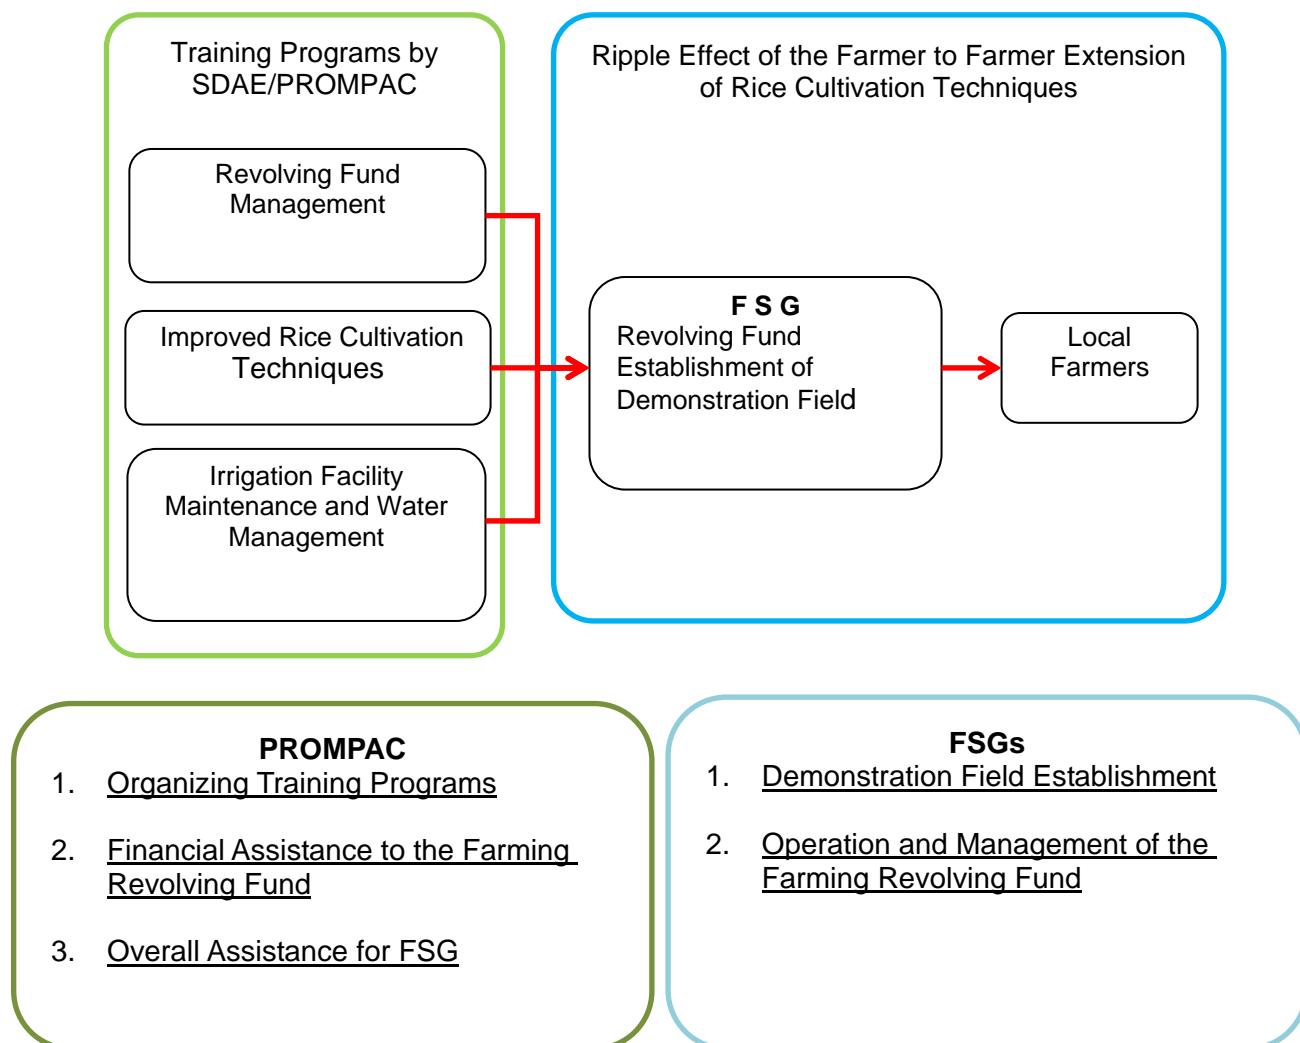 Training Programs by
SDAE/PROMPAC
Revolving Fund
Management
Improved Rice Cultivation
Techniques
Irrigation Facility
Maintenance and Water
Management
Ripple Effect of the Farmer to Farmer Extension
of Rice Cultivation Techniques
F S G
Revolving Fund
Establishment of
Demonstration Field
Local
Farmers
PROMPAC
1. Organizing Training Programs
2. Financial Assistance to the Farming
Revolving Fund
3. Overall Assistance for FSG
FSGs
1. Demonstration Field Establishment
2. Operation and Management of the
Farming Revolving Fund